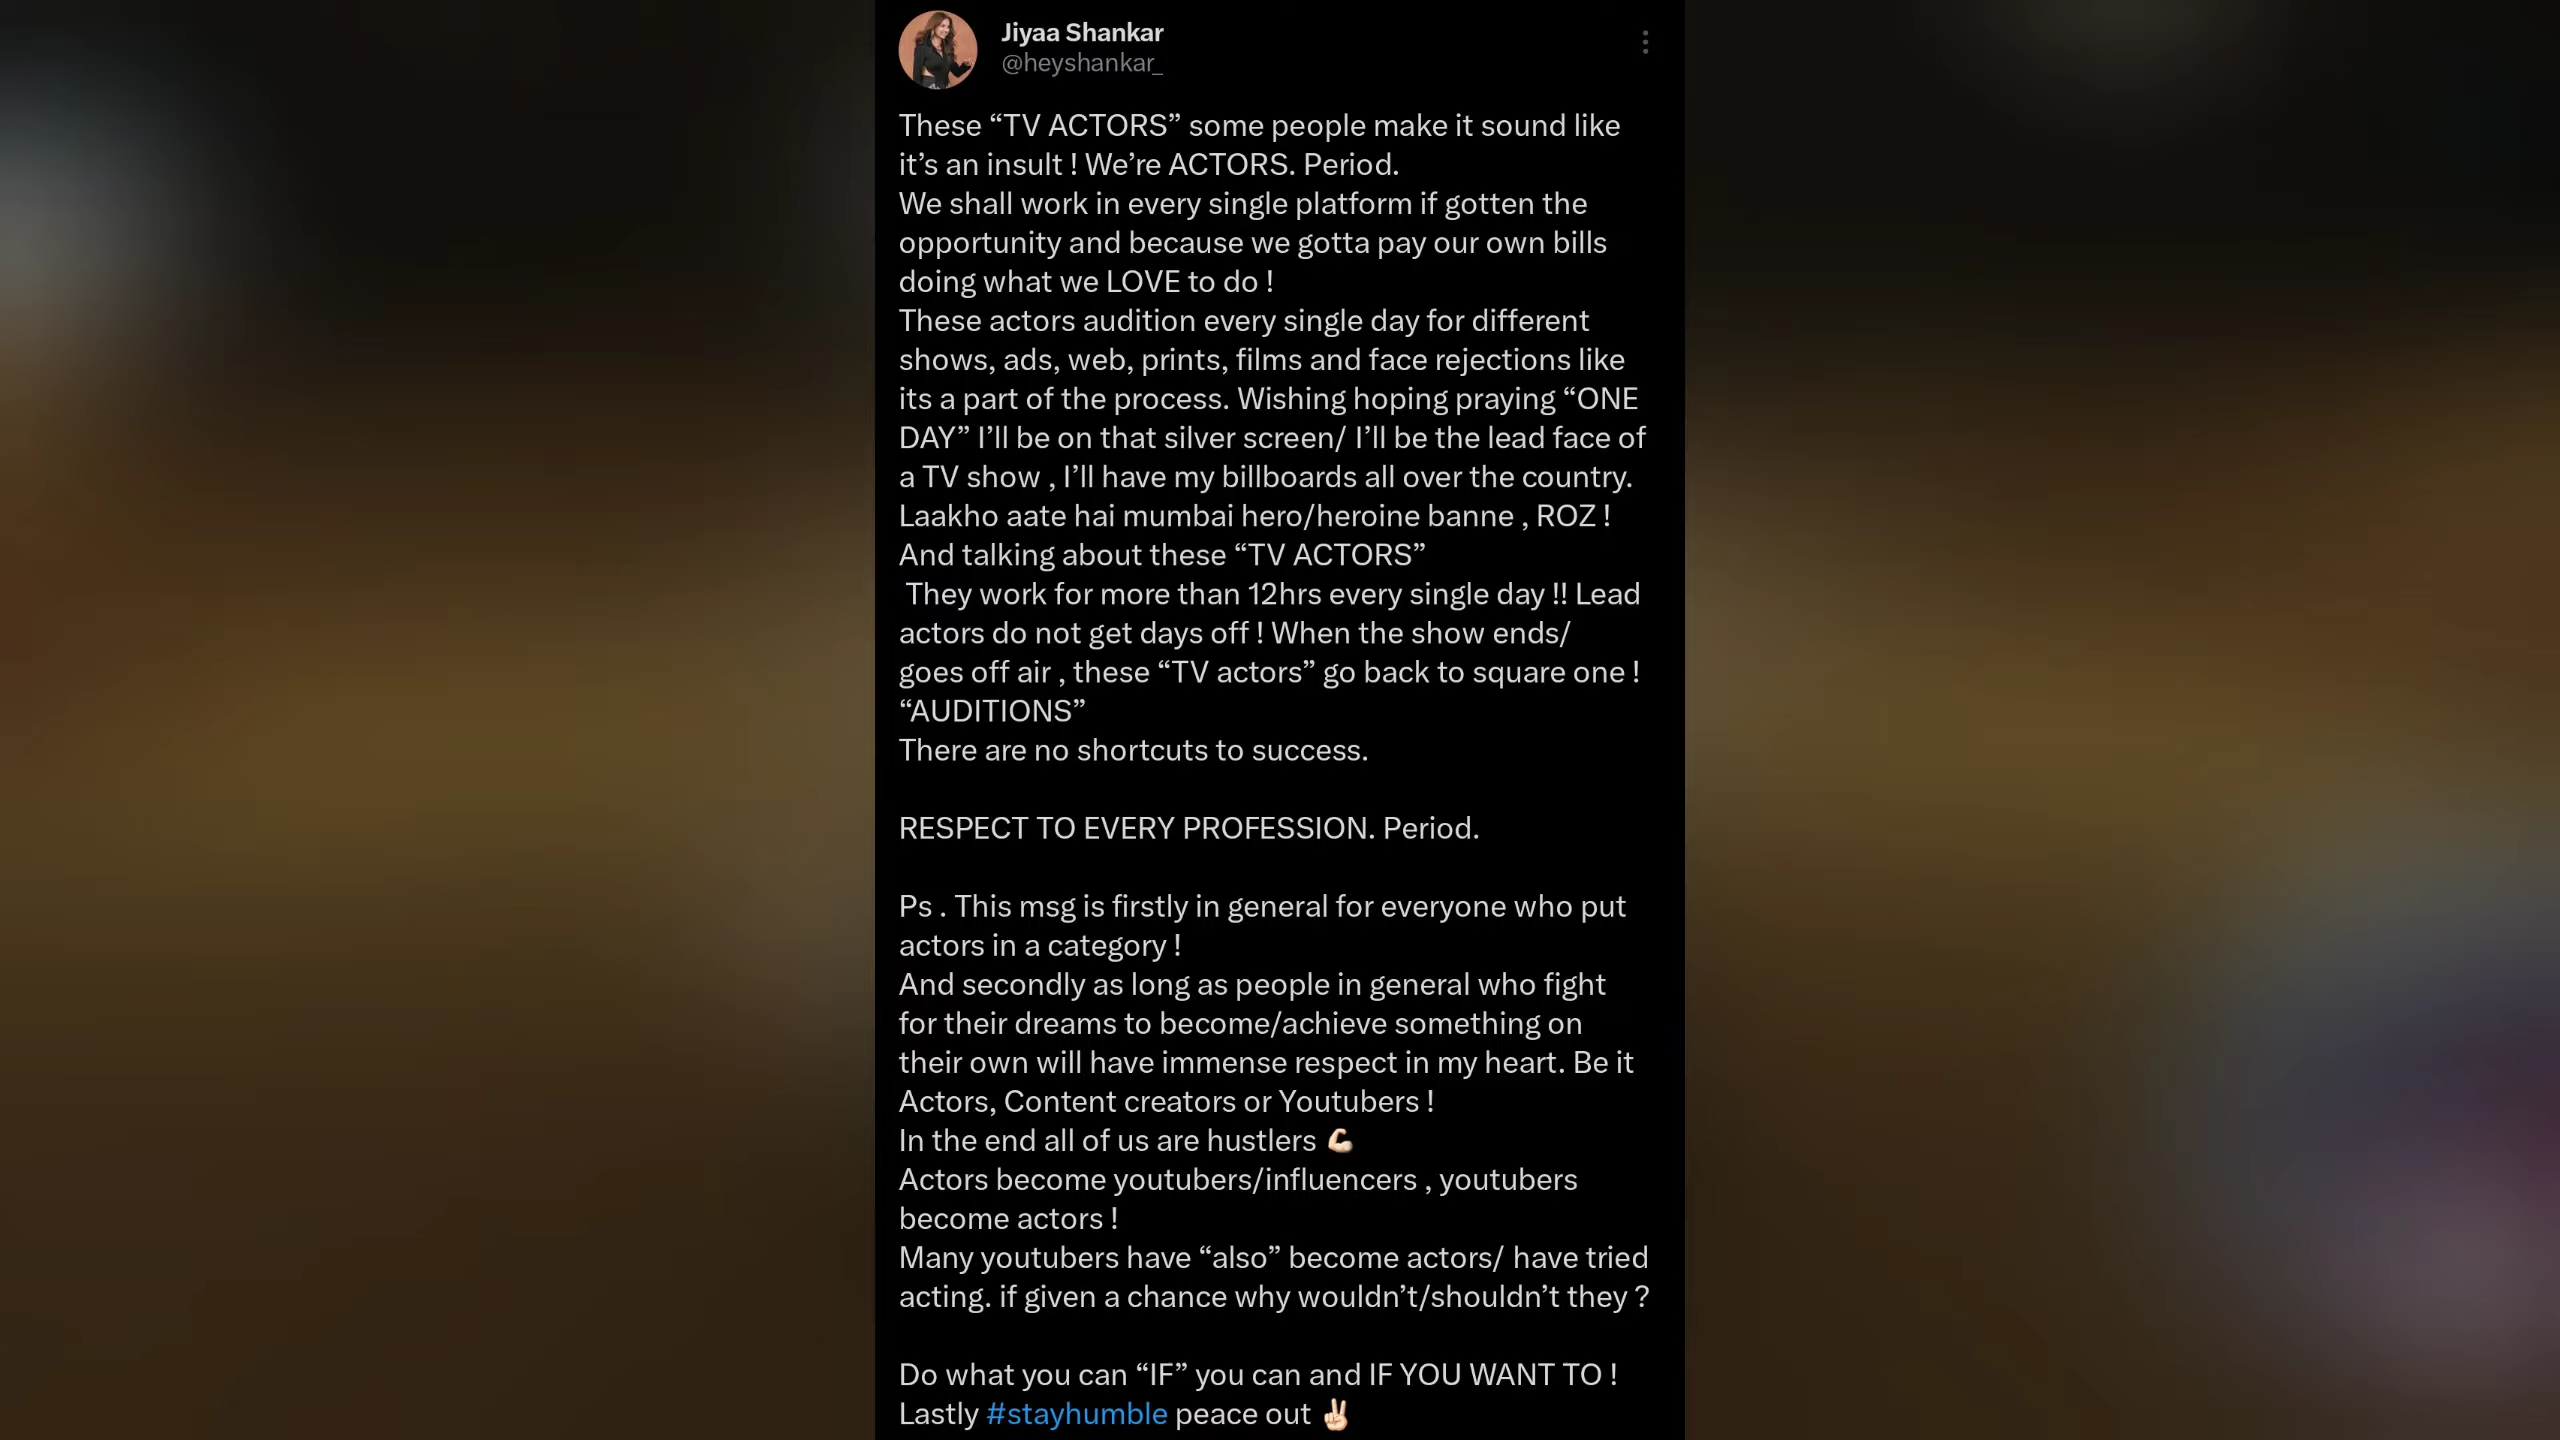 Jiyaa Shankar
@heyshankar_
These “TV ACTORS” some people make it sound like
it’s an insult ! We’re ACTORS. Period.
We shall work in every single platform if gotten the
opportunity and because we gotta pay our own bills
doing what we LOVE to do !
These actors audition every single day for different
shows, ads, web, prints, films and face rejections like
its a part of the process. Wishing hoping praying “ONE
DAY” I’ll be on that silver screen/ I’ll be the lead face of
a TV show , I’ll have my billboards all over the country.
Laakho aate hai mumbai hero/heroine banne , ROZ !
And talking about these “TV ACTORS”
They work for more than 12hrs every single day !! Lead
actors do not get days off ! When the show ends/
goes off air , these “TV actors” go back to square one !
“AUDITIONS”
There are no shortcuts to success.
RESPECT TO EVERY PROFESSION. Period.
Ps . This msg is firstly in general for everyone who put
actors in a category !
And secondly as long as people in general who fight
for their dreams to become/achieve something on
their own will have immense respect in my heart. Be it
Actors, Content creators or Youtubers !
In the end all of us are hustlers 💪🏻
Actors become youtubers/influencers , youtubers
become actors !
Many youtubers have “also” become actors/ have tried
acting. if given a chance why wouldn’t/shouldn’t they ?
Do what you can “IF” you can and IF YOU WANT TO !
Lastly #stayhumble peace out ✌🏻